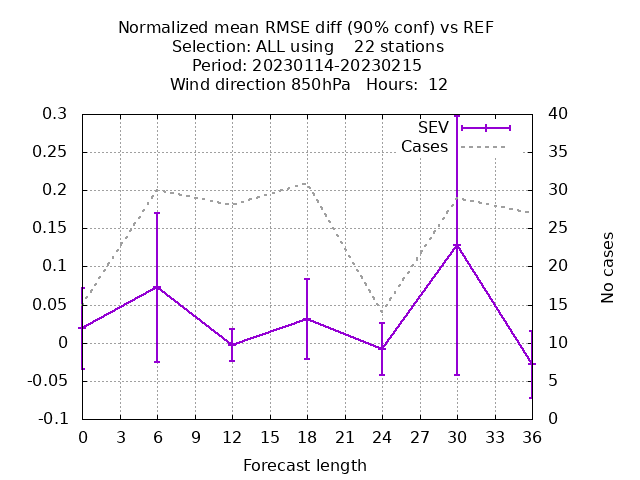 Normalized mean RMSE diff (90% conf) vs REF
Selection: ALL using    22 stations
Period: 20230114-20230215
Wind direction 850hPa   Hours:  12
0.3
0.25
0.2
0.15
0.1
0.05
0
-0.05
-0.1
SEV
Cases
40
35
30
25
20
15
10
5
0
No cases
0 3 6 9 12 15 18 21 24 27 30 33 36
Forecast length